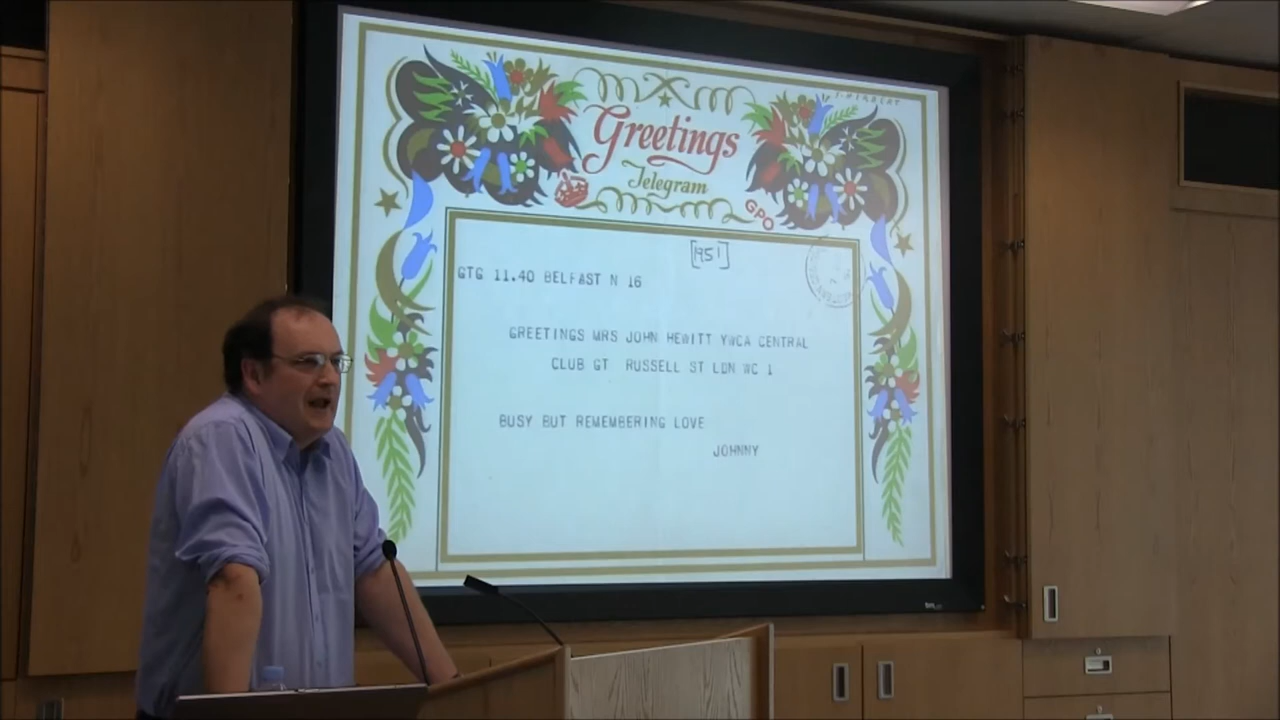 Greetings
Telegram
GPO
[1951]
GTG 11.40 BELFAST N 16
GREETINGS MRS JOHN HEWITT YWCA CENTRAL
CLUB GT RUSSELL ST LDN WC 1
BUSY BUT REMEMBERING LOVE
JOHNNY